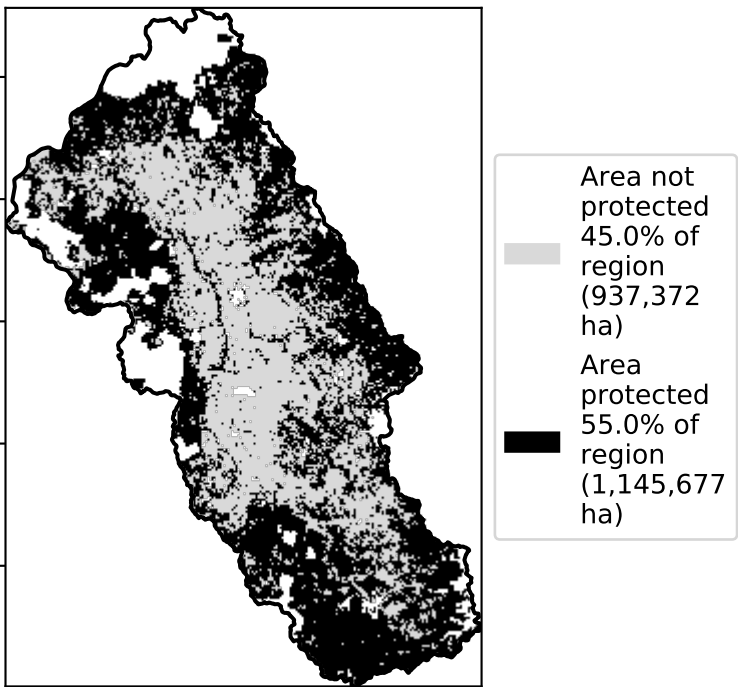 Area not
protected
45.0% of
region
(937,372
ha)
Area
protected
55.0% of
region
(1,145,677
ha)